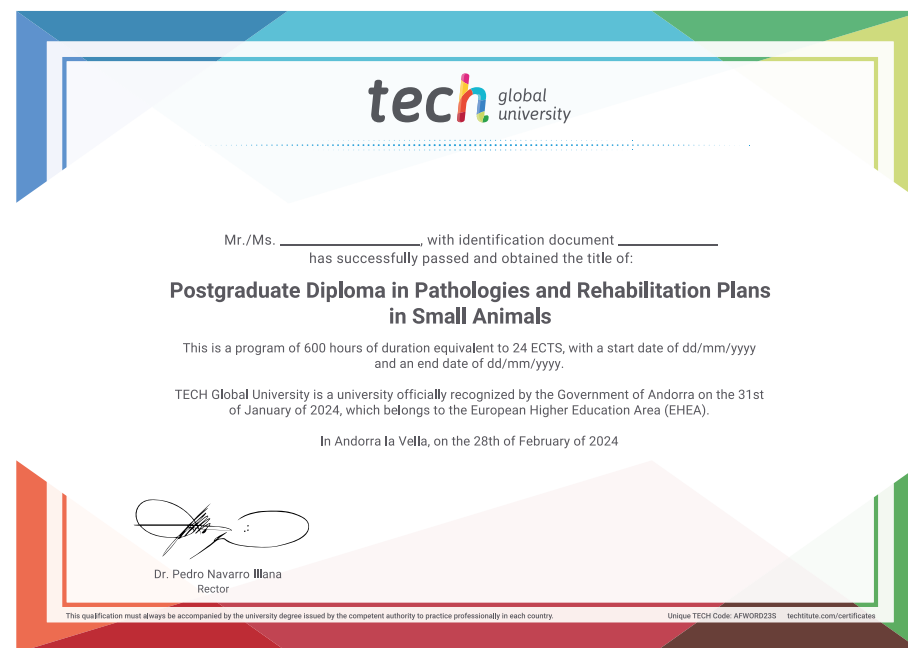 tech global university
Mr./Ms. ____________________, with identification document ______________
has successfully passed and obtained the title of:
Postgraduate Diploma in Pathologies and Rehabilitation Plans
in Small Animals
This is a program of 600 hours of duration equivalent to 24 ECTS, with a start date of dd/mm/yyyy
and an end date of dd/mm/yyyy.
TECH Global University is a university officially recognized by the Government of Andorra on the 31st
of January of 2024, which belongs to the European Higher Education Area (EHEA).
In Andorra la Vella, on the 28th of February of 2024
Dr. Pedro Navarro Illana
Rector
This qualification must always be accompanied by the university degree issued by the competent authority to practice professionally in each country.
Unique TECH Code: AFWORD23S techtitute.com/certificates